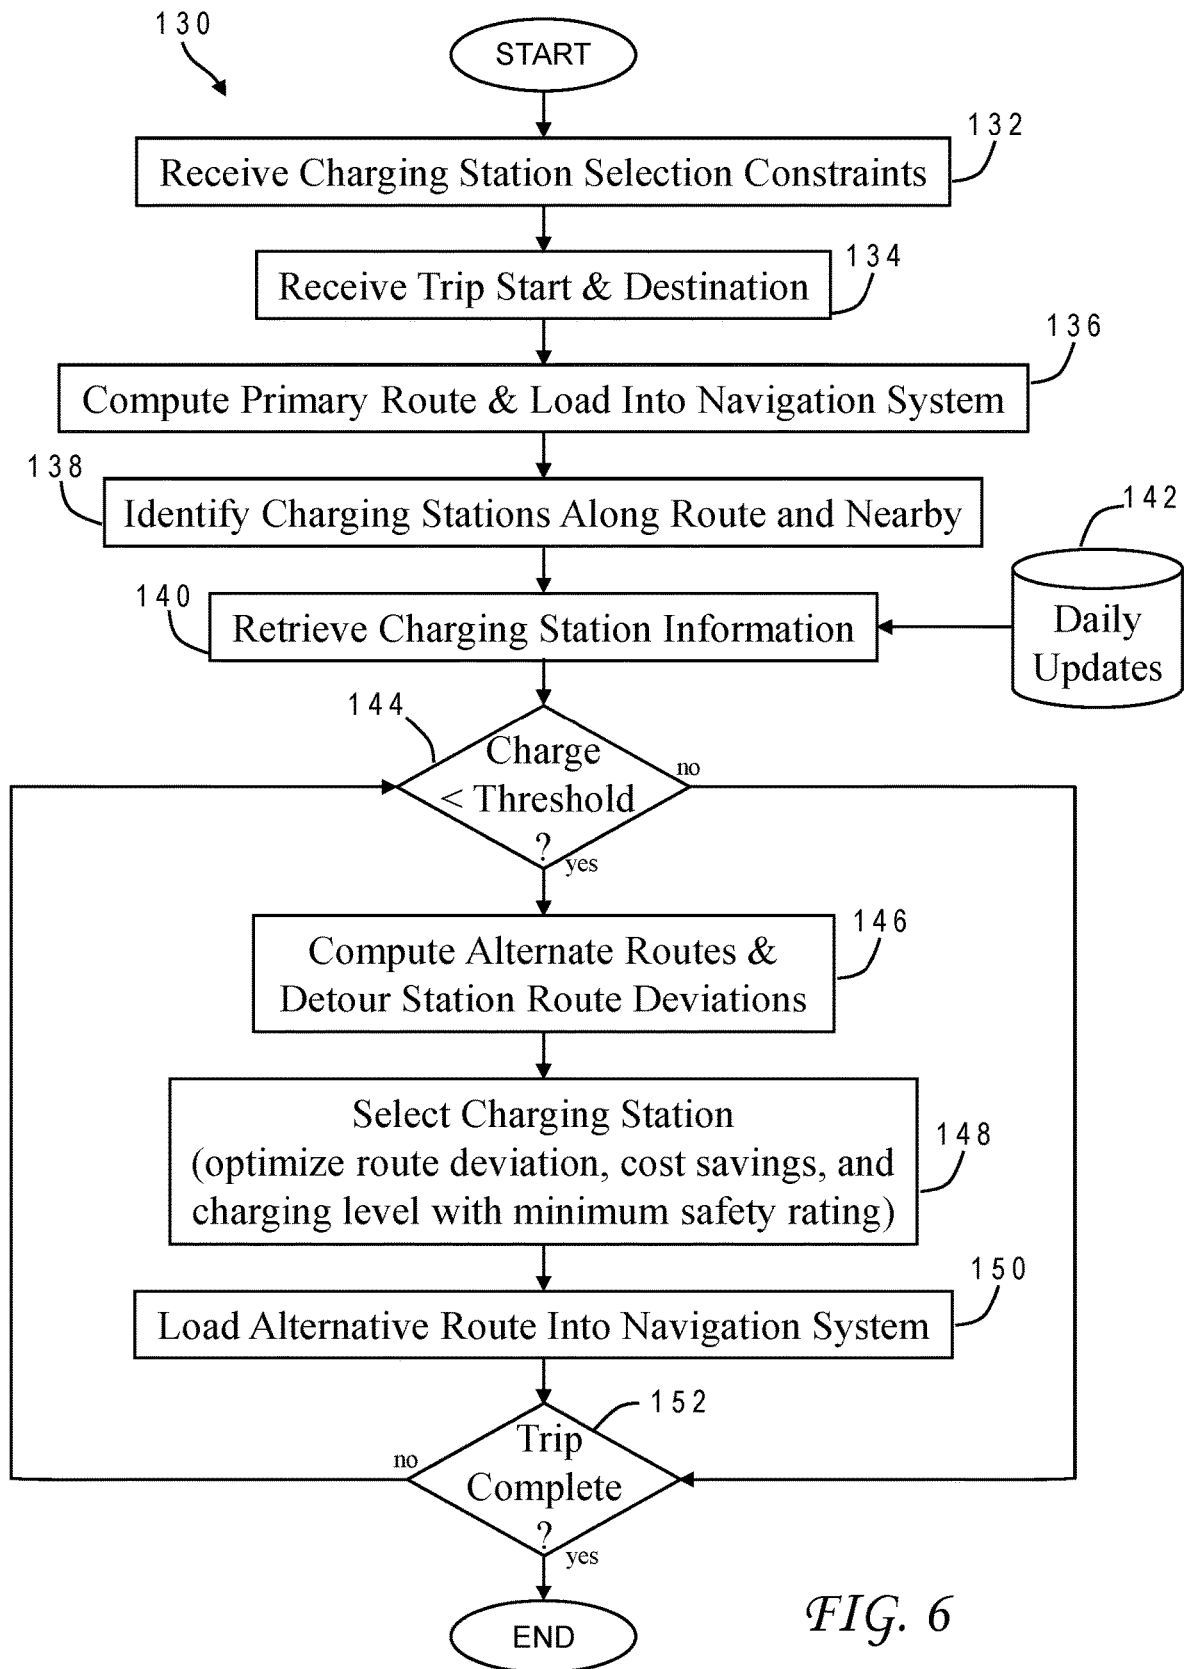 130
START
132
Receive Charging Station Selection Constraints
134
Receive Trip Start & Destination
136
Compute Primary Route & Load Into Navigation System
138
Identify Charging Stations Along Route and Nearby
142
140
Retrieve Charging Station Information
Daily
Updates
144
Charge
< Threshold
?
no
yes
146
Compute Alternate Routes &
Detour Station Route Deviations
148
Select Charging Station
(optimize route deviation, cost savings, and
charging level with minimum safety rating)
150
Load Alternative Route Into Navigation System
152
Trip
Complete
?
no
yes
END
FIG. 6